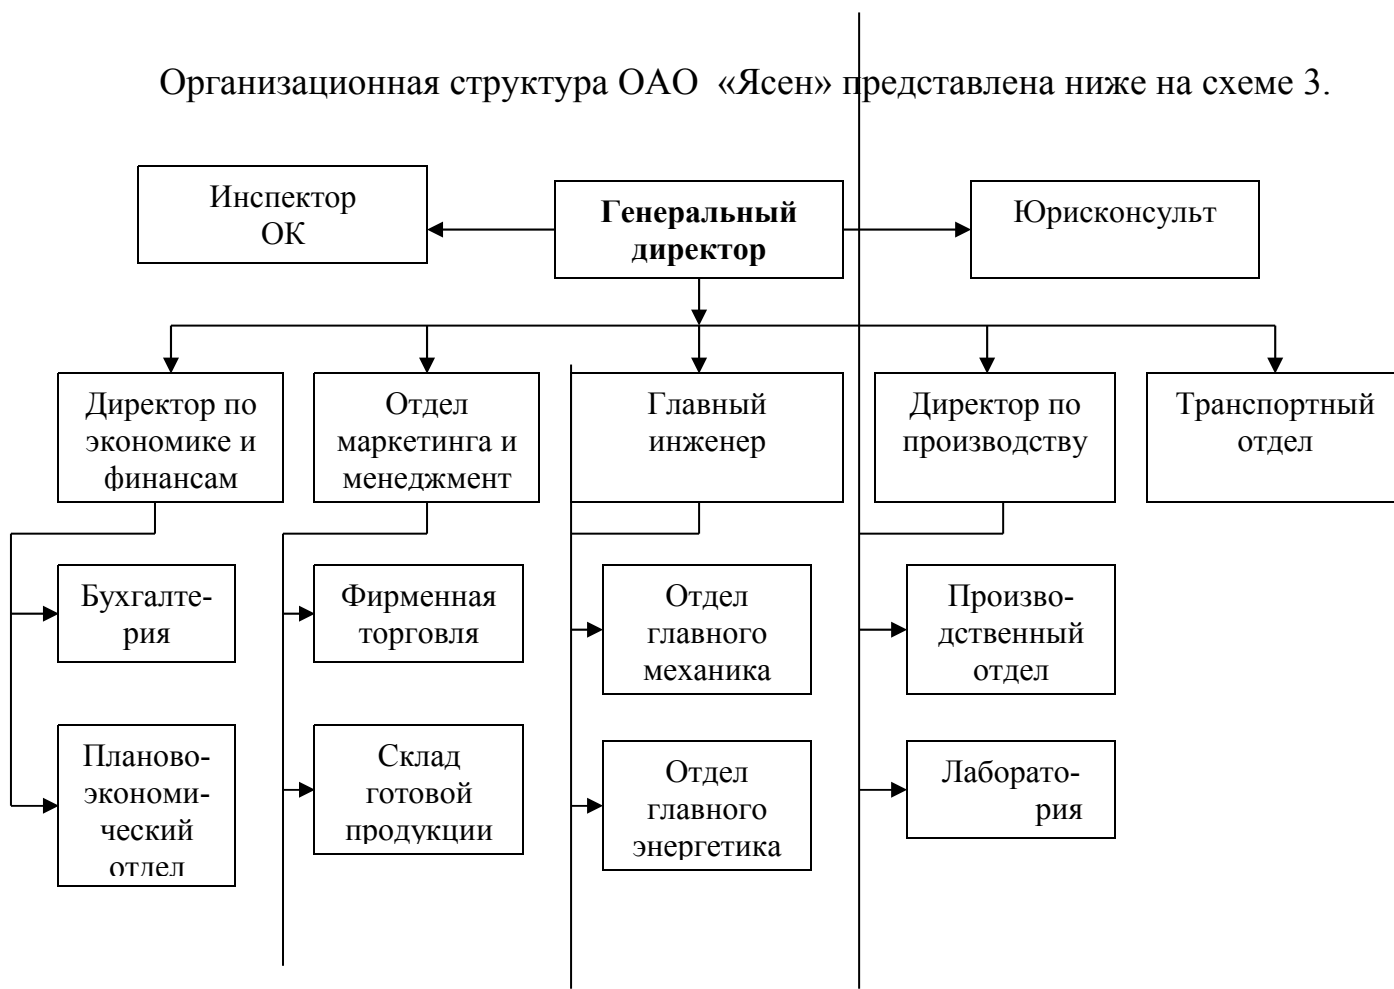 Организационная структура ОАО «Ясен» представлена ниже на схеме 3.
Инспектор
ОК
Генеральный
директор
Юрисконсульт
Директор по
экономике и
финансам
Отдел
маркетинга и
менеджмент
Главный
инженер
Директор по
производству
Транспортный
отдел
Бухгалте-
рия
Фирменная
торговля
Отдел
главного
механика
Произво-
дственный
отдел
Планово-
экономи-
ческий
отдел
Склад
готовой
продукции
Отдел
главного
энергетика
Лаборато-
рия